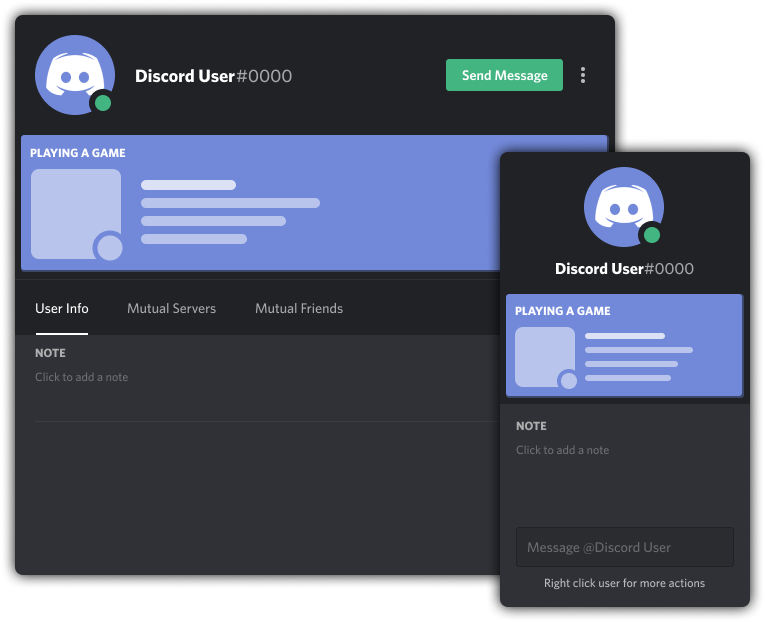 Discord User#0000
Send Message
PLAYING A GAME
User Info
Mutual Servers
Mutual Friends
NOTE
Click to add a note
Discord User#0000
PLAYING A GAME
NOTE
Click to add a note
Message @Discord User
Right click user for more actions